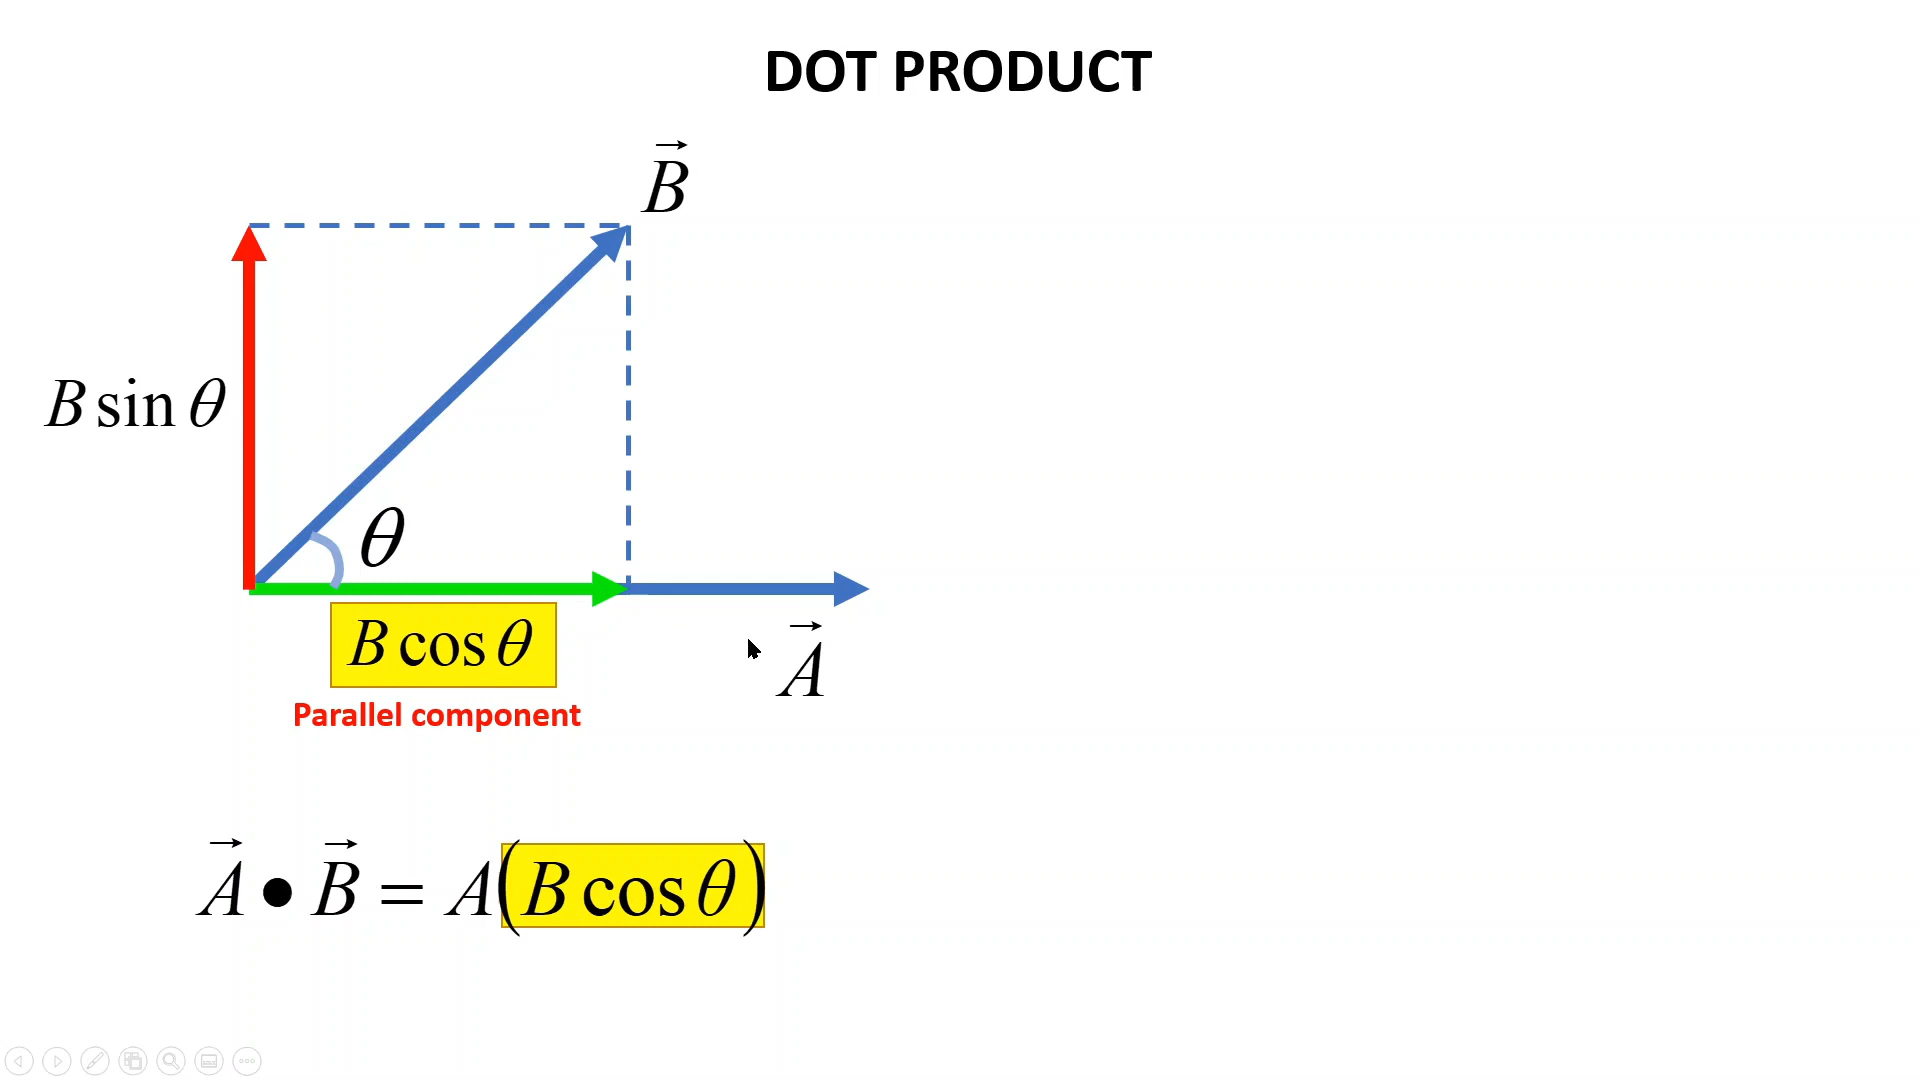 DOT PRODUCT
B⃗
B sin θ
θ
B cos θ
A⃗
Parallel component
A⃗ • B⃗ = A(B cos θ)